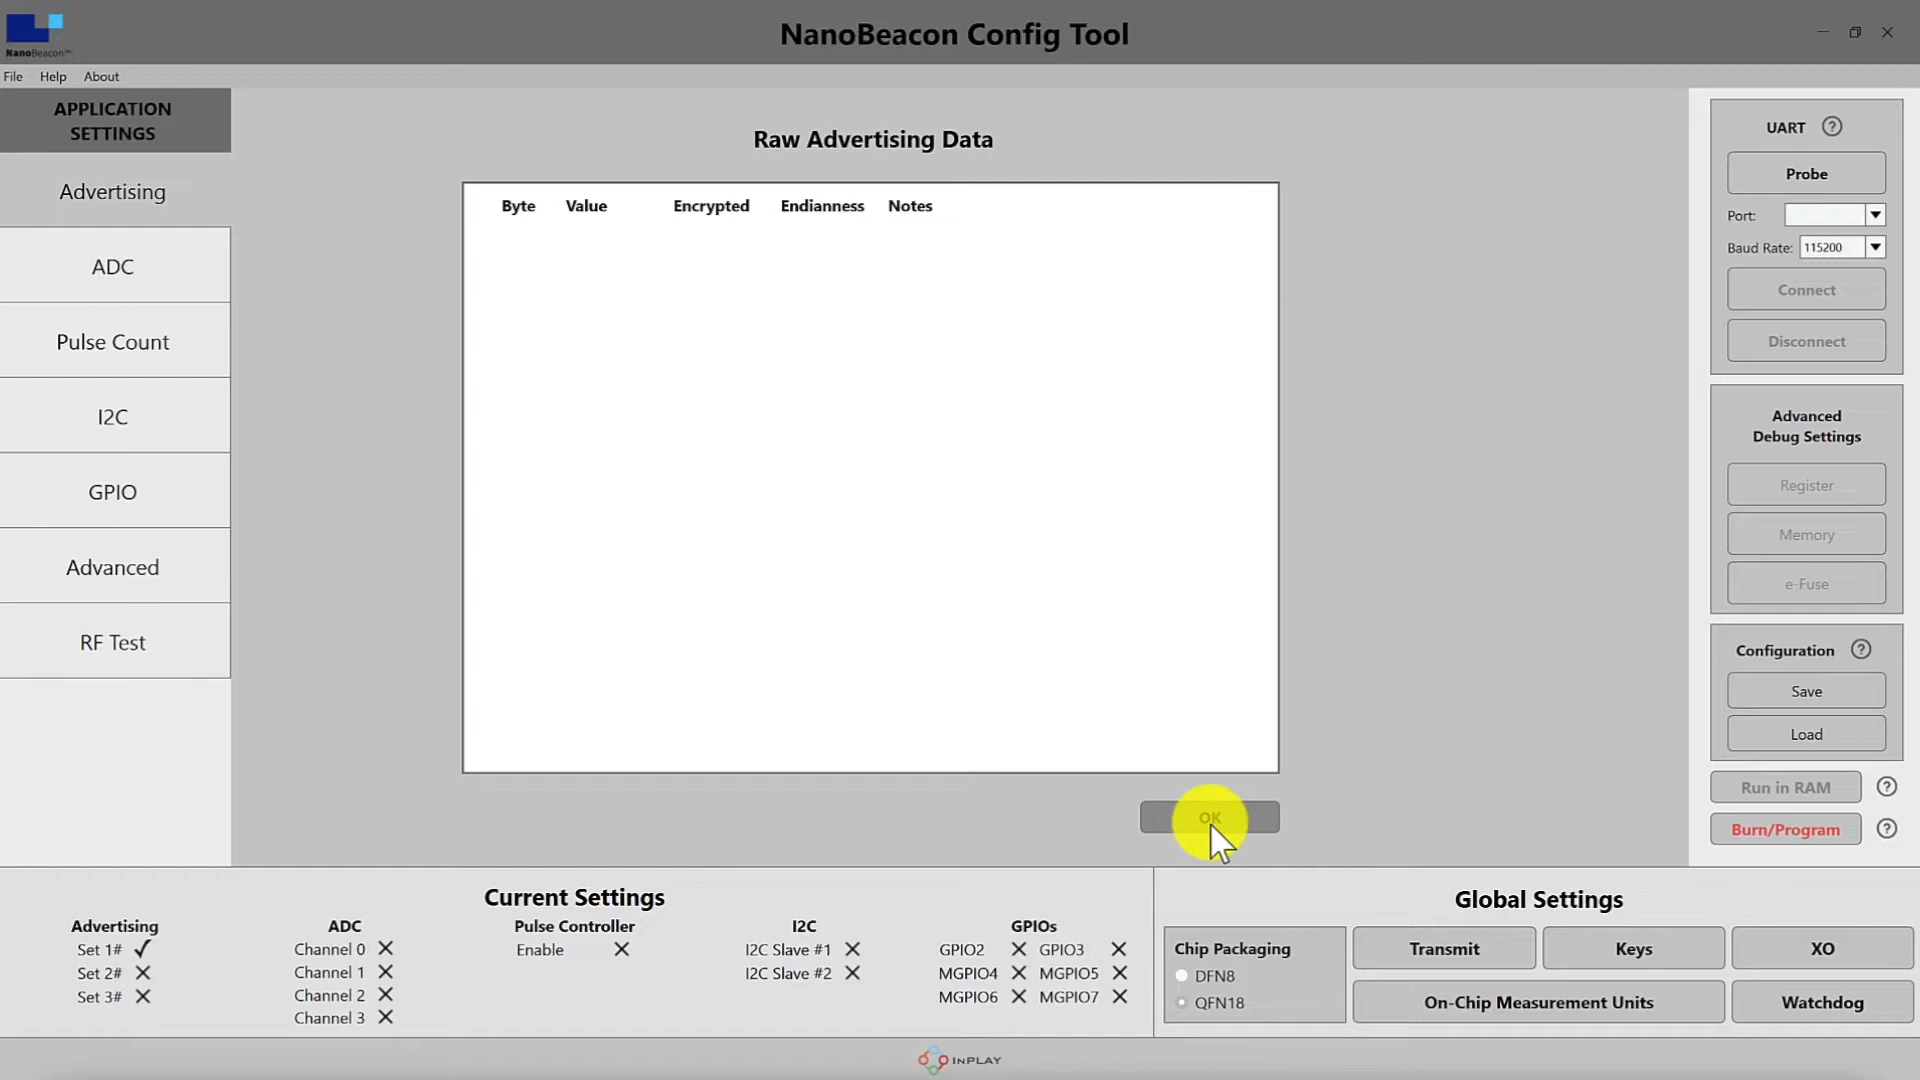 NanoBeacon Config Tool
NanoBeacon™
File Help About
APPLICATION
SETTINGS
Advertising
ADC
Pulse Count
I2C
GPIO
Advanced
RF Test
Raw Advertising Data
Byte Value Encrypted Endianness Notes
OK
UART ?
Probe
Port:
Baud Rate: 115200
Connect
Disconnect
Advanced
Debug Settings
Register
Memory
e-Fuse
Configuration ?
Save
Load
Run in RAM ?
Burn/Program ?
Current Settings
Advertising
Set 1#
Set 2#
Set 3#
ADC
Channel 0
Channel 1
Channel 2
Channel 3
Pulse Controller
Enable
I2C
I2C Slave #1
I2C Slave #2
GPIOs
GPIO2 GPIO3
MGPIO4 MGPIO5
MGPIO6 MGPIO7
Global Settings
Chip Packaging
DFN8
QFN18
Transmit Keys XO
On-Chip Measurement Units Watchdog
INPLAY